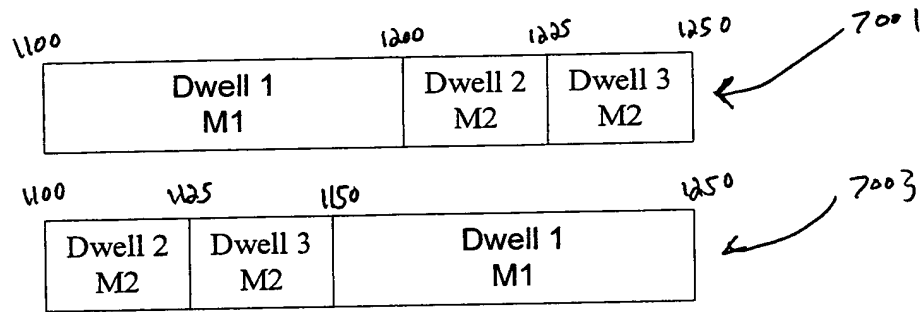 1100 1200 1225 1250 7001
Dwell 1 Dwell 2 Dwell 3
M1 M2 M2
1100 1125 1150 1250 7003
Dwell 2 Dwell 3 Dwell 1
M2 M2 M1